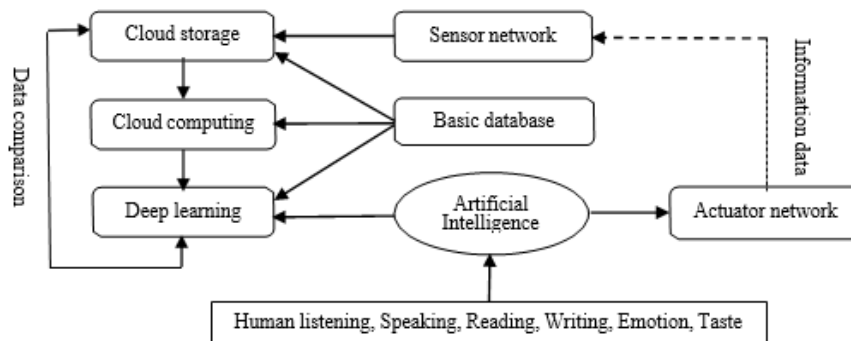 Cloud storage
Sensor network
Data comparison
Information data
Cloud computing
Basic database
Deep learning
Artificial
Intelligence
Actuator network
Human listening, Speaking, Reading, Writing, Emotion, Taste